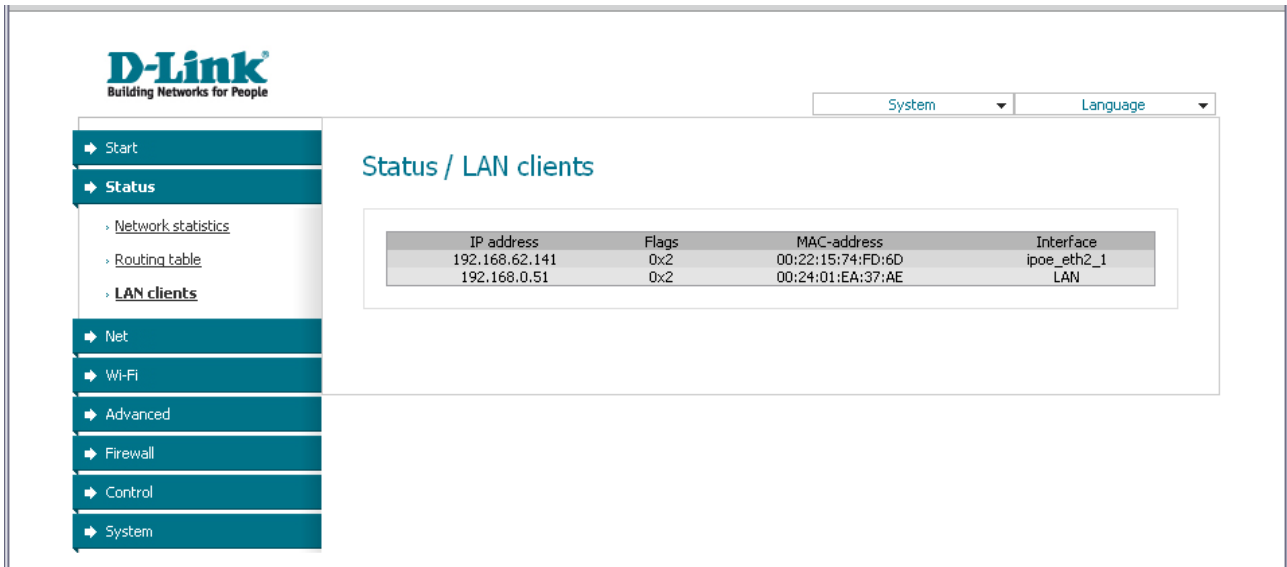 D-Link
Building Networks for People
System Language
Start
Status
Network statistics
Routing table
LAN clients
Net
Wi-Fi
Advanced
Firewall
Control
System
Status / LAN clients
IP address Flags MAC-address Interface
192.168.62.141 0x2 00:22:15:74:FD:6D ipoe_eth2_1
192.168.0.51 0x2 00:24:01:EA:37:AE LAN